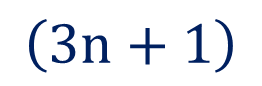 (3n + 1)